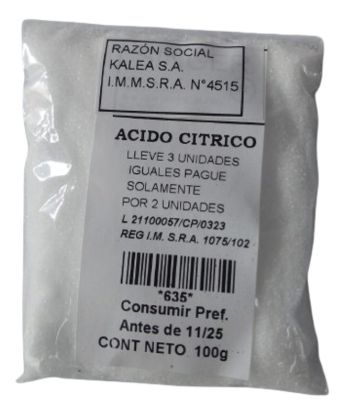 RAZÓN SOCIAL
KALEA S.A.
I.M.M.S.R.A. N°4515
ACIDO CITRICO
LLEVE 3 UNIDADES
IGUALES PAGUE
SOLAMENTE
POR 2 UNIDADES
L 21100057/CP/0323
REG I.M. S.R.A. 1075/102
*635*
Consumir Pref.
Antes de 11/25
CONT NETO 100g